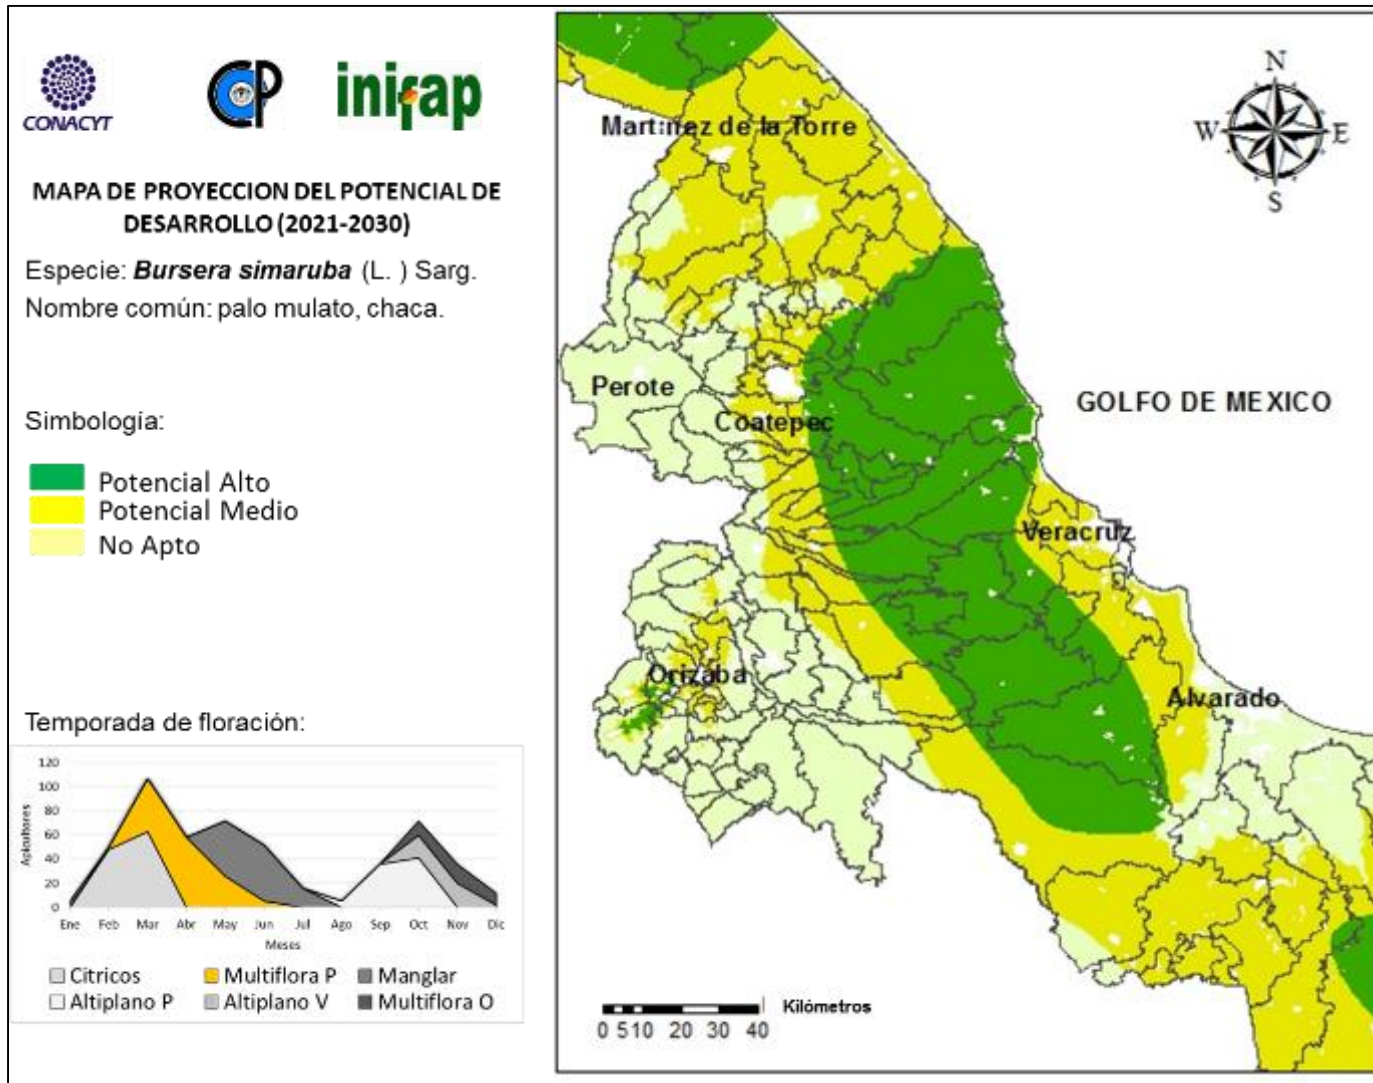 CONACYT
CP
inifap
MAPA DE PROYECCION DEL POTENCIAL DE
DESARROLLO (2021-2030)
Especie: Bursera simaruba (L. ) Sarg.
Nombre común: palo mulato, chaca.
Simbología:
Potencial Alto
Potencial Medio
No Apto
Temporada de floración:
120
100
80
60
40
20
0
Apicultores
Ene Feb Mar Abr May Jun Jul Ago Sep Oct Nov Dic
Meses
Citricos Multiflora P Manglar
Altiplano P Altiplano V Multiflora O
N
W E
S
Martinez de la Torre
Perote
Coatepec
GOLFO DE MEXICO
Veracruz
Orizaba
Alvarado
Kilómetros
0 5 10 20 30 40